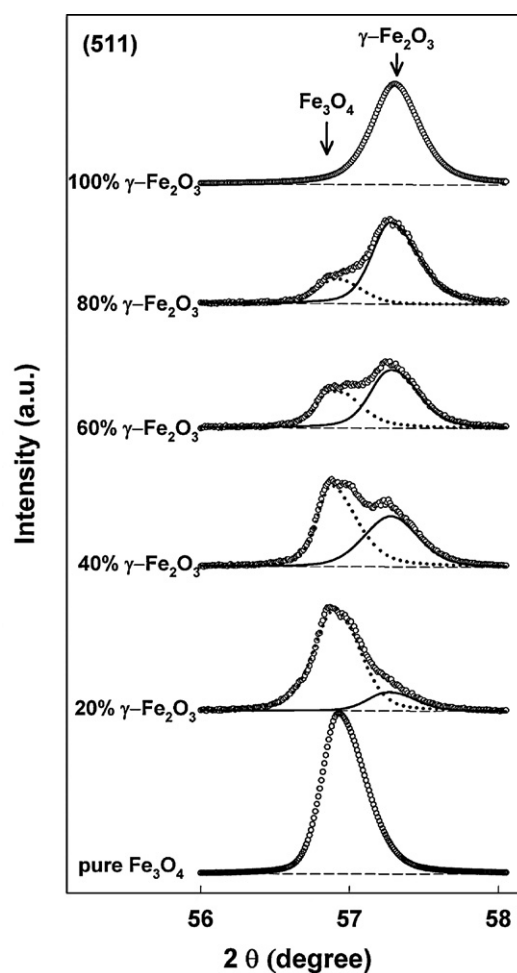 (511)
γ–Fe₂O₃
Fe₃O₄
100% γ–Fe₂O₃
80% γ–Fe₂O₃
60% γ–Fe₂O₃
40% γ–Fe₂O₃
20% γ–Fe₂O₃
pure Fe₃O₄
Intensity (a.u.)
56 57 58
2 θ (degree)